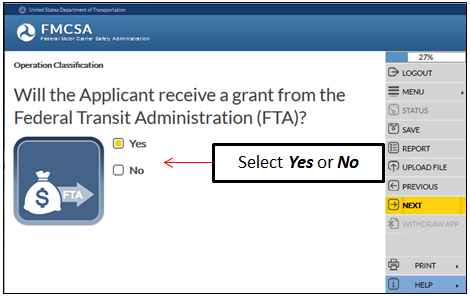 United States Department of Transportation
FMCSA
Federal Motor Carrier Safety Administration
Operation Classification
Will the Applicant receive a grant from the
Federal Transit Administration (FTA)?
$
FTA
Yes
No
Select Yes or No
27%
LOGOUT
MENU
STATUS
SAVE
REPORT
UPLOAD FILE
PREVIOUS
NEXT
WITHDRAW APP
PRINT
HELP